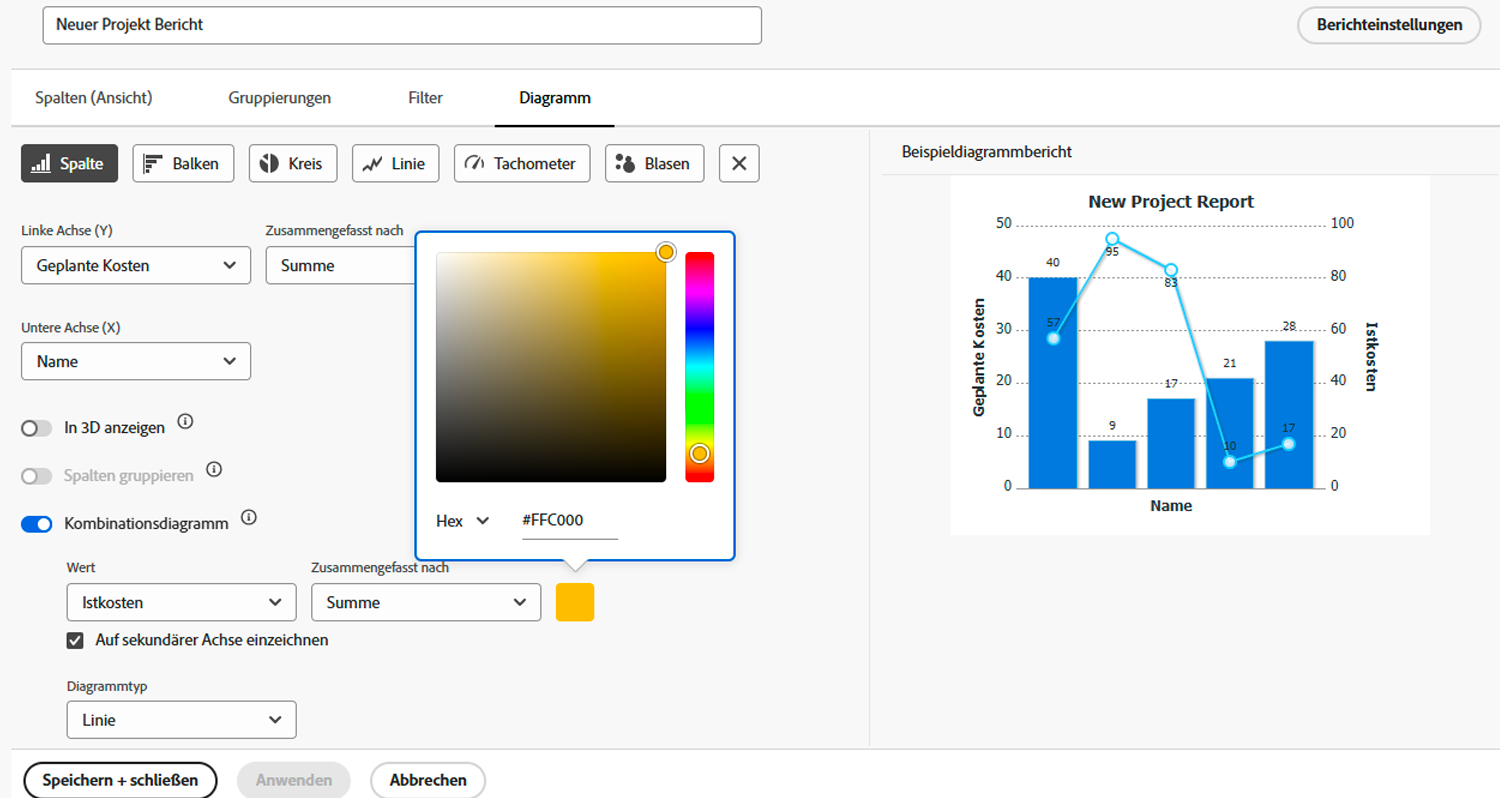 Neuer Projekt Bericht
Berichteinstellungen
Spalten (Ansicht)
Gruppierungen
Filter
Diagramm
Spalte
Balken
Kreis
Linie
Tachometer
Blasen
Linke Achse (Y)
Zusammengefasst nach
Geplante Kosten
Summe
Untere Achse (X)
Name
In 3D anzeigen
Spalten gruppieren
Kombinationsdiagramm
Hex
#FFC000
Wert
Zusammengefasst nach
Istkosten
Summe
Auf sekundärer Achse einzeichnen
Diagrammtyp
Linie
Speichern + schließen
Anwenden
Abbrechen
Beispieldiagrammbericht
New Project Report
50
40
30
20
10
0
Geplante Kosten
40
9
17
21
28
57
95
83
10
17
100
80
60
40
20
0
Istkosten
Name